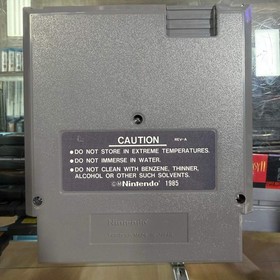 CAUTION REV-A
• DO NOT STORE IN EXTREME TEMPERATURES.
• DO NOT IMMERSE IN WATER.
• DO NOT CLEAN WITH BENZENE, THINNER,
ALCOHOL OR OTHER SUCH SOLVENTS.
©Nintendo 1985
Nintendo